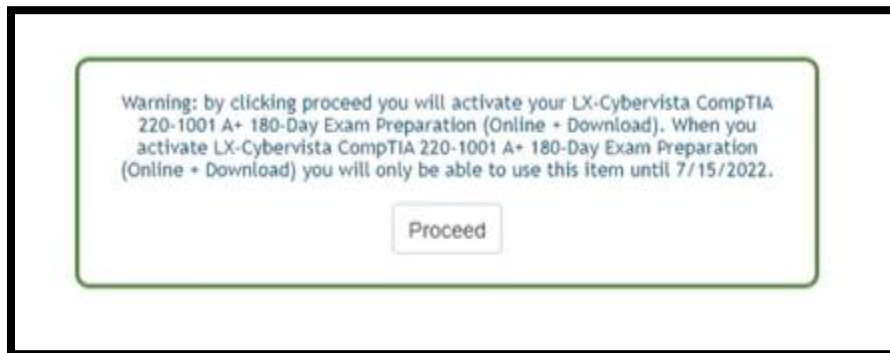 Warning: by clicking proceed you will activate your LX-Cybervista CompTIA
220-1001 A+ 180-Day Exam Preparation (Online + Download). When you
activate LX-Cybervista CompTIA 220-1001 A+ 180-Day Exam Preparation
(Online + Download) you will only be able to use this item until 7/15/2022.
Proceed